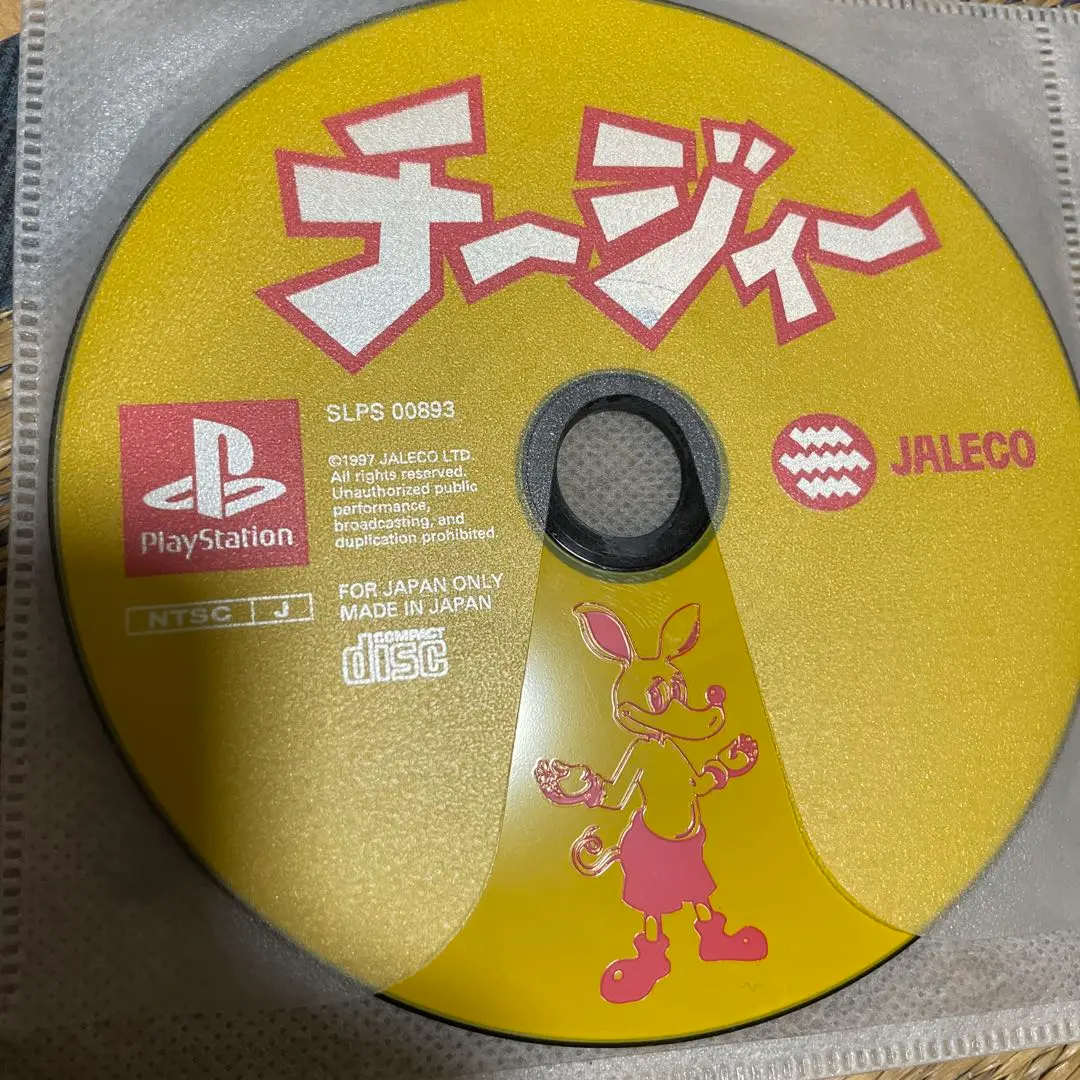 チージィー
SLPS 00893
©1997 JALECO LTD.
All rights reserved.
Unauthorized public
performance,
broadcasting, and
duplication prohibited.
PlayStation
JALECO
NTSC J
FOR JAPAN ONLY
MADE IN JAPAN
COMPACT
disc